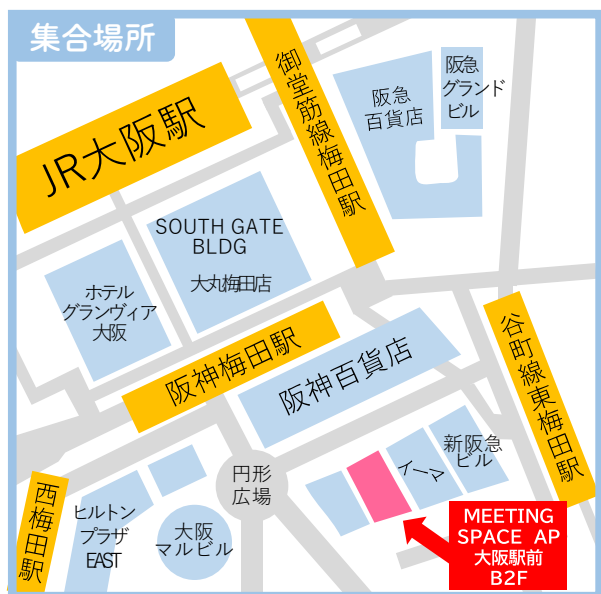 集合場所
JR大阪駅
御堂筋線梅田駅
阪急
百貨店
阪急
グランド
ビル
SOUTH GATE
BLDG
大丸梅田店
ホテル
グランヴィア
大阪
阪神梅田駅
阪神百貨店
谷町線東梅田駅
西梅田駅
ヒルトン
プラザ
EAST
大阪
マルビル
円形
広場
イーマ
新阪急
ビル
MEETING
SPACE AP
大阪駅前
B2F